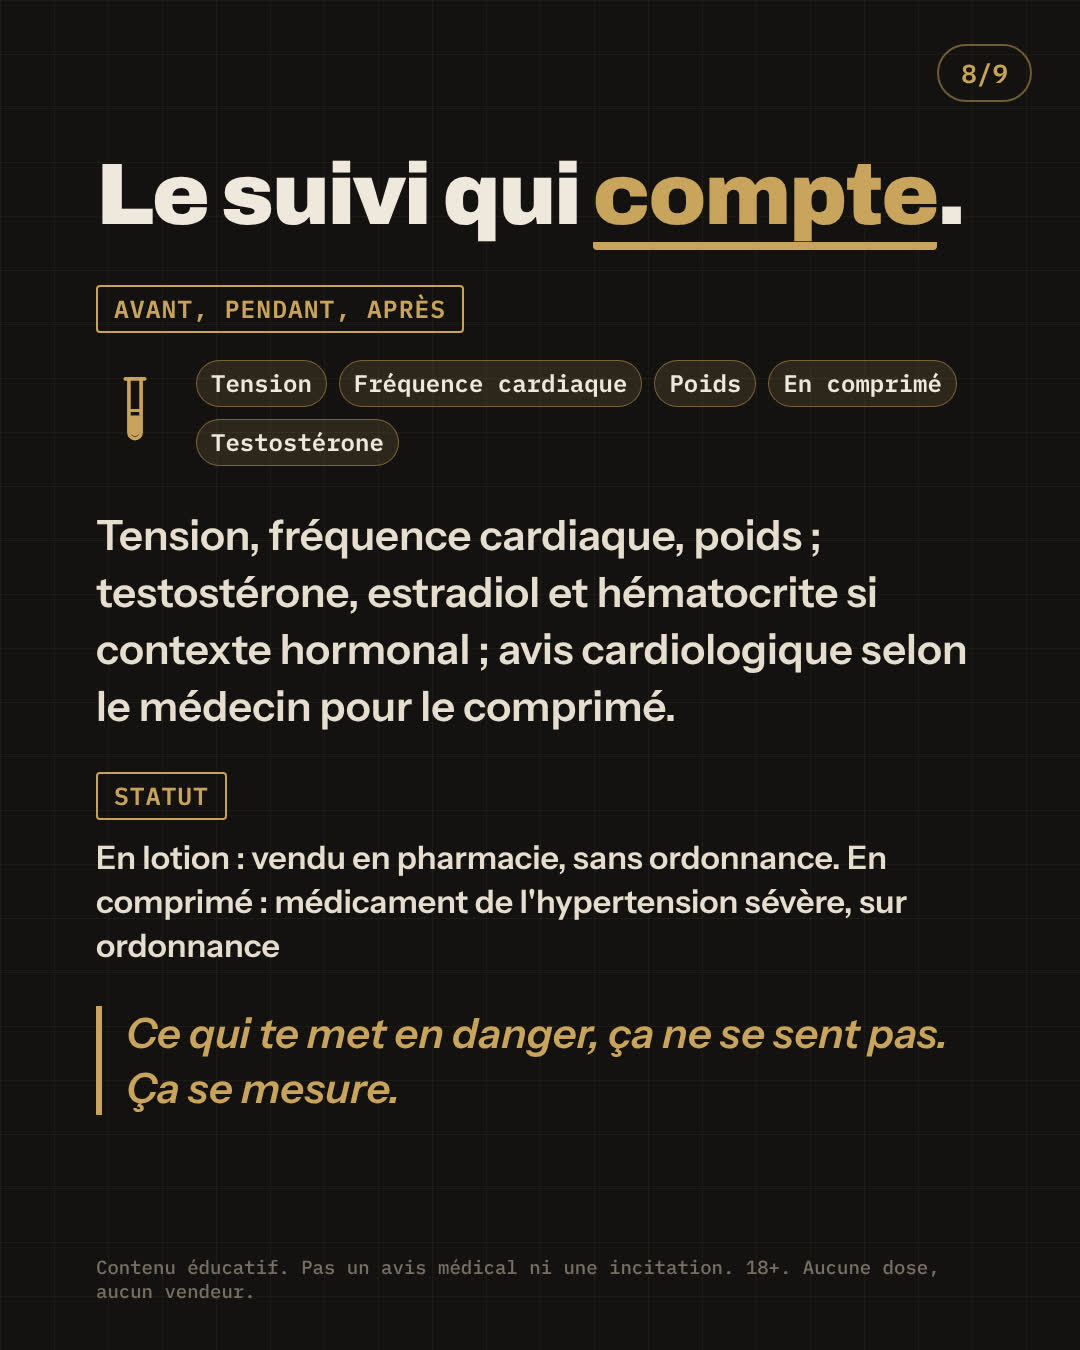 8/9
Le suivi qui compte.
AVANT, PENDANT, APRÈS
Tension Fréquence cardiaque Poids En comprimé
Testostérone
Tension, fréquence cardiaque, poids ;
testostérone, estradiol et hématocrite si
contexte hormonal ; avis cardiologique selon
le médecin pour le comprimé.
STATUT
En lotion : vendu en pharmacie, sans ordonnance. En
comprimé : médicament de l'hypertension sévère, sur
ordonnance
Ce qui te met en danger, ça ne se sent pas.
Ça se mesure.
Contenu éducatif. Pas un avis médical ni une incitation. 18+. Aucune dose,
aucun vendeur.